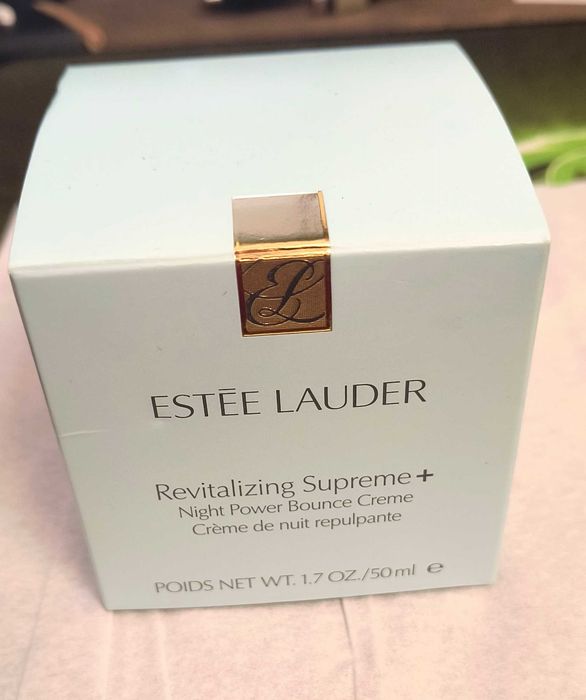 EL
ESTĒE LAUDER
Revitalizing Supreme+
Night Power Bounce Creme
Crème de nuit repulpante
POIDS NET WT. 1.7 OZ./50 ml ℮